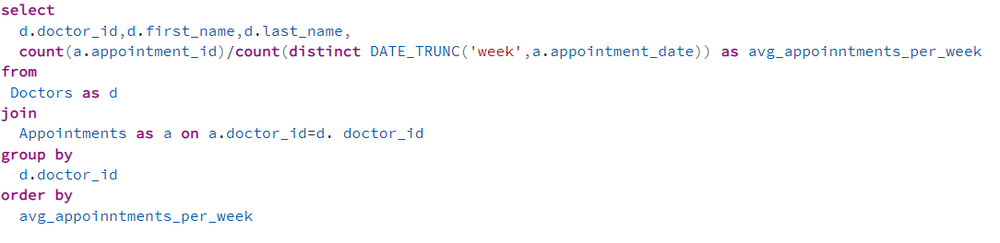 select
d.doctor_id,d.first_name,d.last_name,
count(a.appointment_id)/count(distinct DATE_TRUNC('week',a.appointment_date)) as avg_appoinntments_per_week
from
Doctors as d
join
Appointments as a on a.doctor_id=d. doctor_id
group by
d.doctor_id
order by
avg_appoinntments_per_week